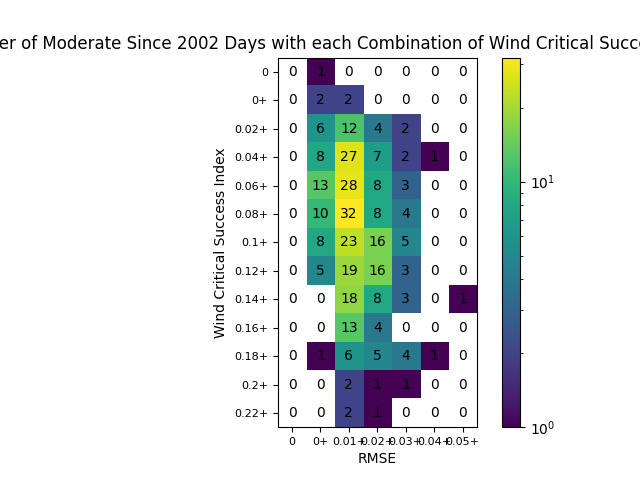 er of Moderate Since 2002 Days with each Combination of Wind Critical Succe
Wind Critical Success Index
0 0 1 0 0 0 0 0
0+ 0 2 2 0 0 0 0
0.02+ 0 6 12 4 2 0 0
0.04+ 0 8 27 7 2 1 0
0.06+ 0 13 28 8 3 0 0
0.08+ 0 10 32 8 4 0 0
0.1+ 0 8 23 16 5 0 0
0.12+ 0 5 19 16 3 0 0
0.14+ 0 0 18 8 3 0 1
0.16+ 0 0 13 4 0 0 0
0.18+ 0 1 6 5 4 1 0
0.2+ 0 0 2 1 1 0 0
0.22+ 0 0 2 1 0 0 0
0 0+ 0.01+ 0.02+ 0.03+ 0.04+ 0.05+
RMSE
10¹
10⁰